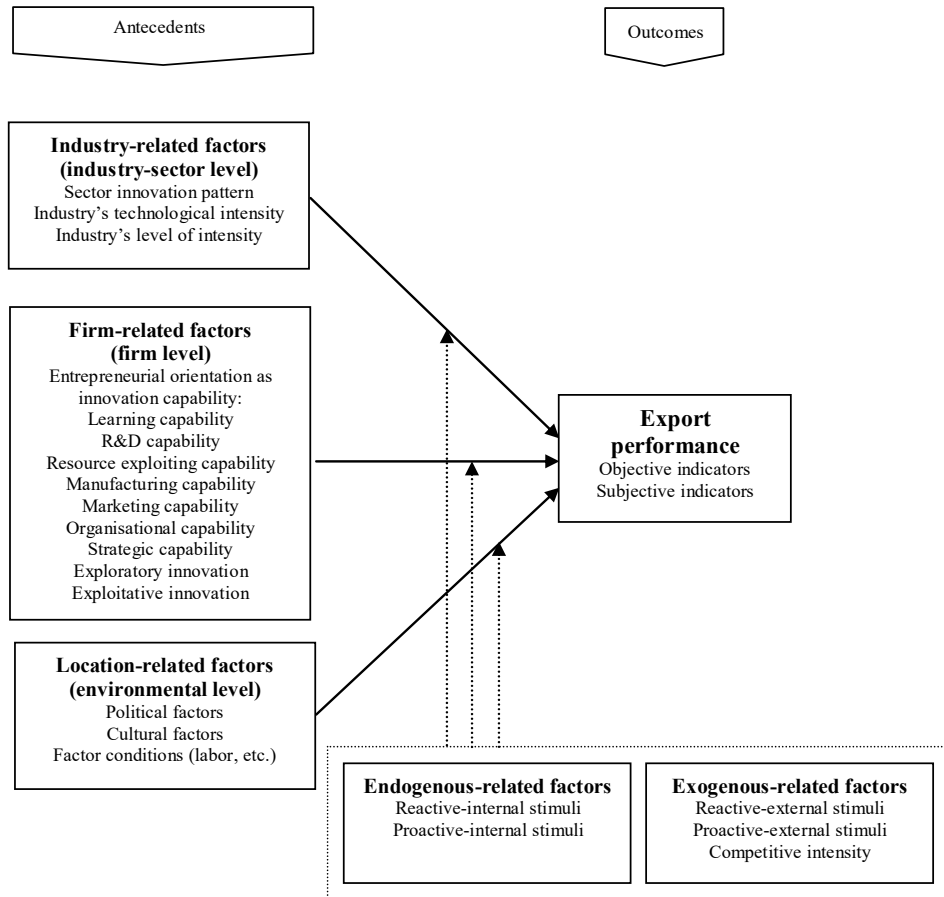 Antecedents
Outcomes
Industry-related factors
(industry-sector level)
Sector innovation pattern
Industry’s technological intensity
Industry’s level of intensity
Firm-related factors
(firm level)
Entrepreneurial orientation as
innovation capability:
Learning capability
R&D capability
Resource exploiting capability
Manufacturing capability
Marketing capability
Organisational capability
Strategic capability
Exploratory innovation
Exploitative innovation
Export
performance
Objective indicators
Subjective indicators
Location-related factors
(environmental level)
Political factors
Cultural factors
Factor conditions (labor, etc.)
Endogenous-related factors
Reactive-internal stimuli
Proactive-internal stimuli
Exogenous-related factors
Reactive-external stimuli
Proactive-external stimuli
Competitive intensity